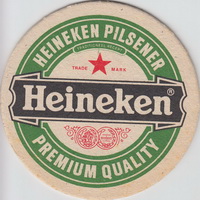 HEINEKEN PILSENER
TRADE MARK
Heineken®
PREMIUM QUALITY